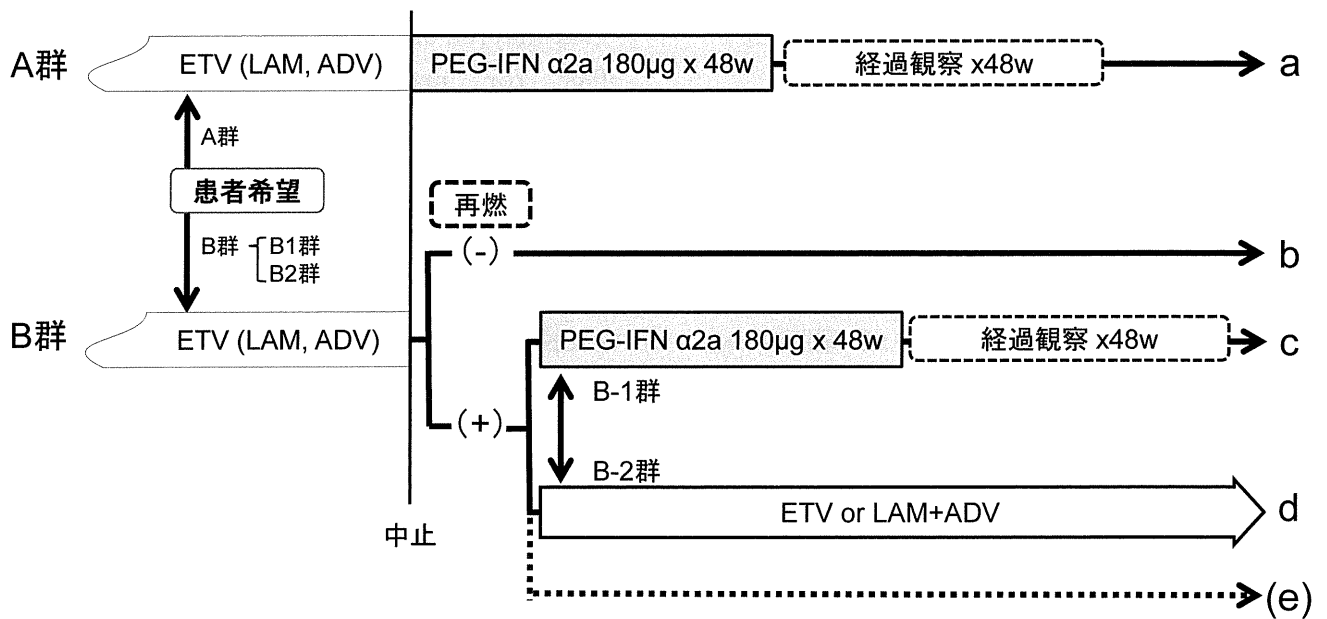 A群
ETV (LAM, ADV)
PEG-IFN α2a 180μg x 48w
経過観察 x48w
a
A群
患者希望
B群
B1群
B2群
再燃
(-)
b
B群
ETV (LAM, ADV)
PEG-IFN α2a 180μg x 48w
経過観察 x48w
c
B-1群
(+)
B-2群
ETV or LAM+ADV
d
中止
(e)